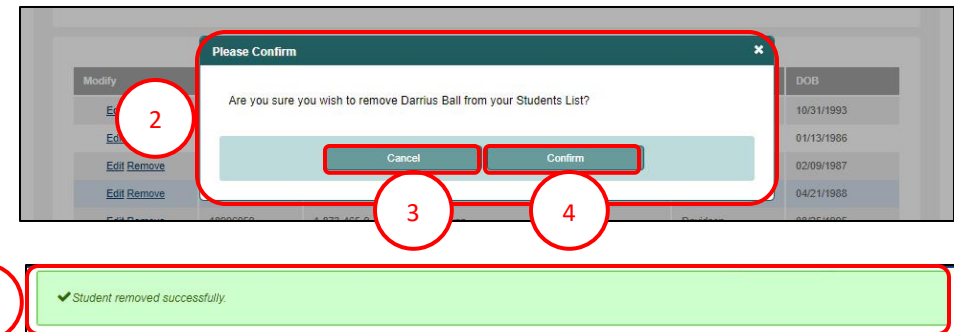 Please Confirm ×
Modify DOB
Are you sure you wish to remove Darrius Ball from your Students List?
10/31/1993
2
01/13/1986
Cancel Confirm
Edit Remove 02/09/1987
Edit Remove 04/21/1988
3 4
Student removed successfully.